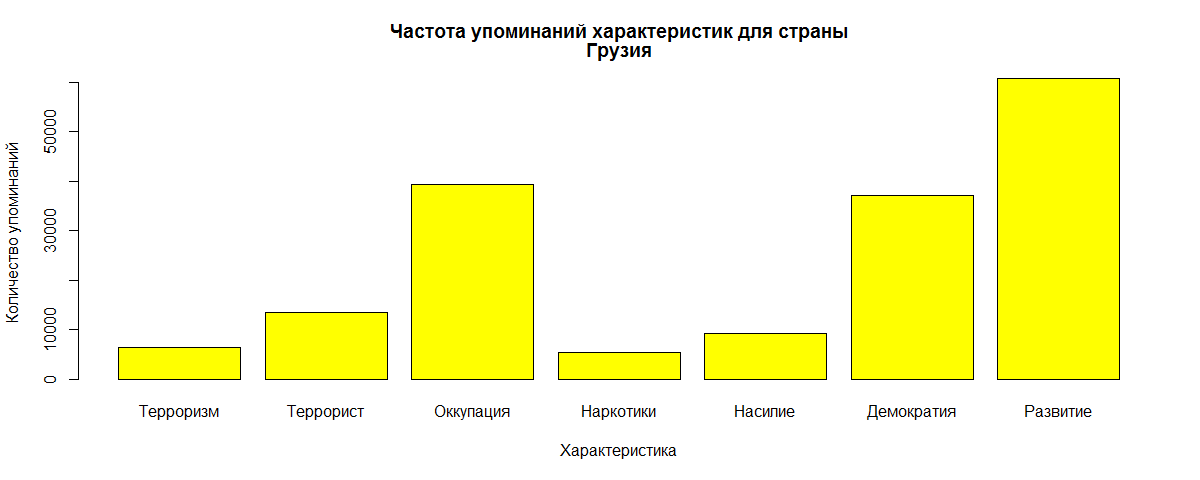 Частота упоминаний характеристик для страны
Грузия
Количество упоминаний
50000
30000
10000
0
Терроризм Террорист Оккупация Наркотики Насилие Демократия Развитие
Характеристика